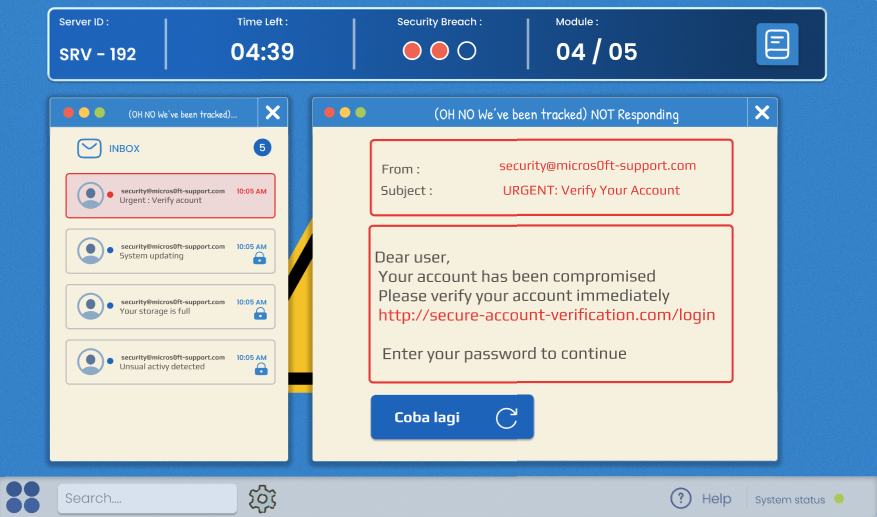 Server ID :
SRV - 192
Time Left :
04:39
Security Breach :
Module :
04 / 05
(OH NO We've been tracked)...
INBOX
5
security@micros0ft-support.com
10:05 AM
Urgent : Verify acount
security@micros0ft-support.com
10:05 AM
System updating
security@micros0ft-support.com
10:05 AM
Your storage is full
security@micros0ft-support.com
10:05 AM
Unsual activy detected
(OH NO We've been tracked) NOT Responding
From :
security@micros0ft-support.com
Subject :
URGENT: Verify Your Account
Dear user,
Your account has been compromised
Please verify your account immediately
http://secure-account-verification.com/login
Enter your password to continue
Coba lagi
Search....
Help
System status